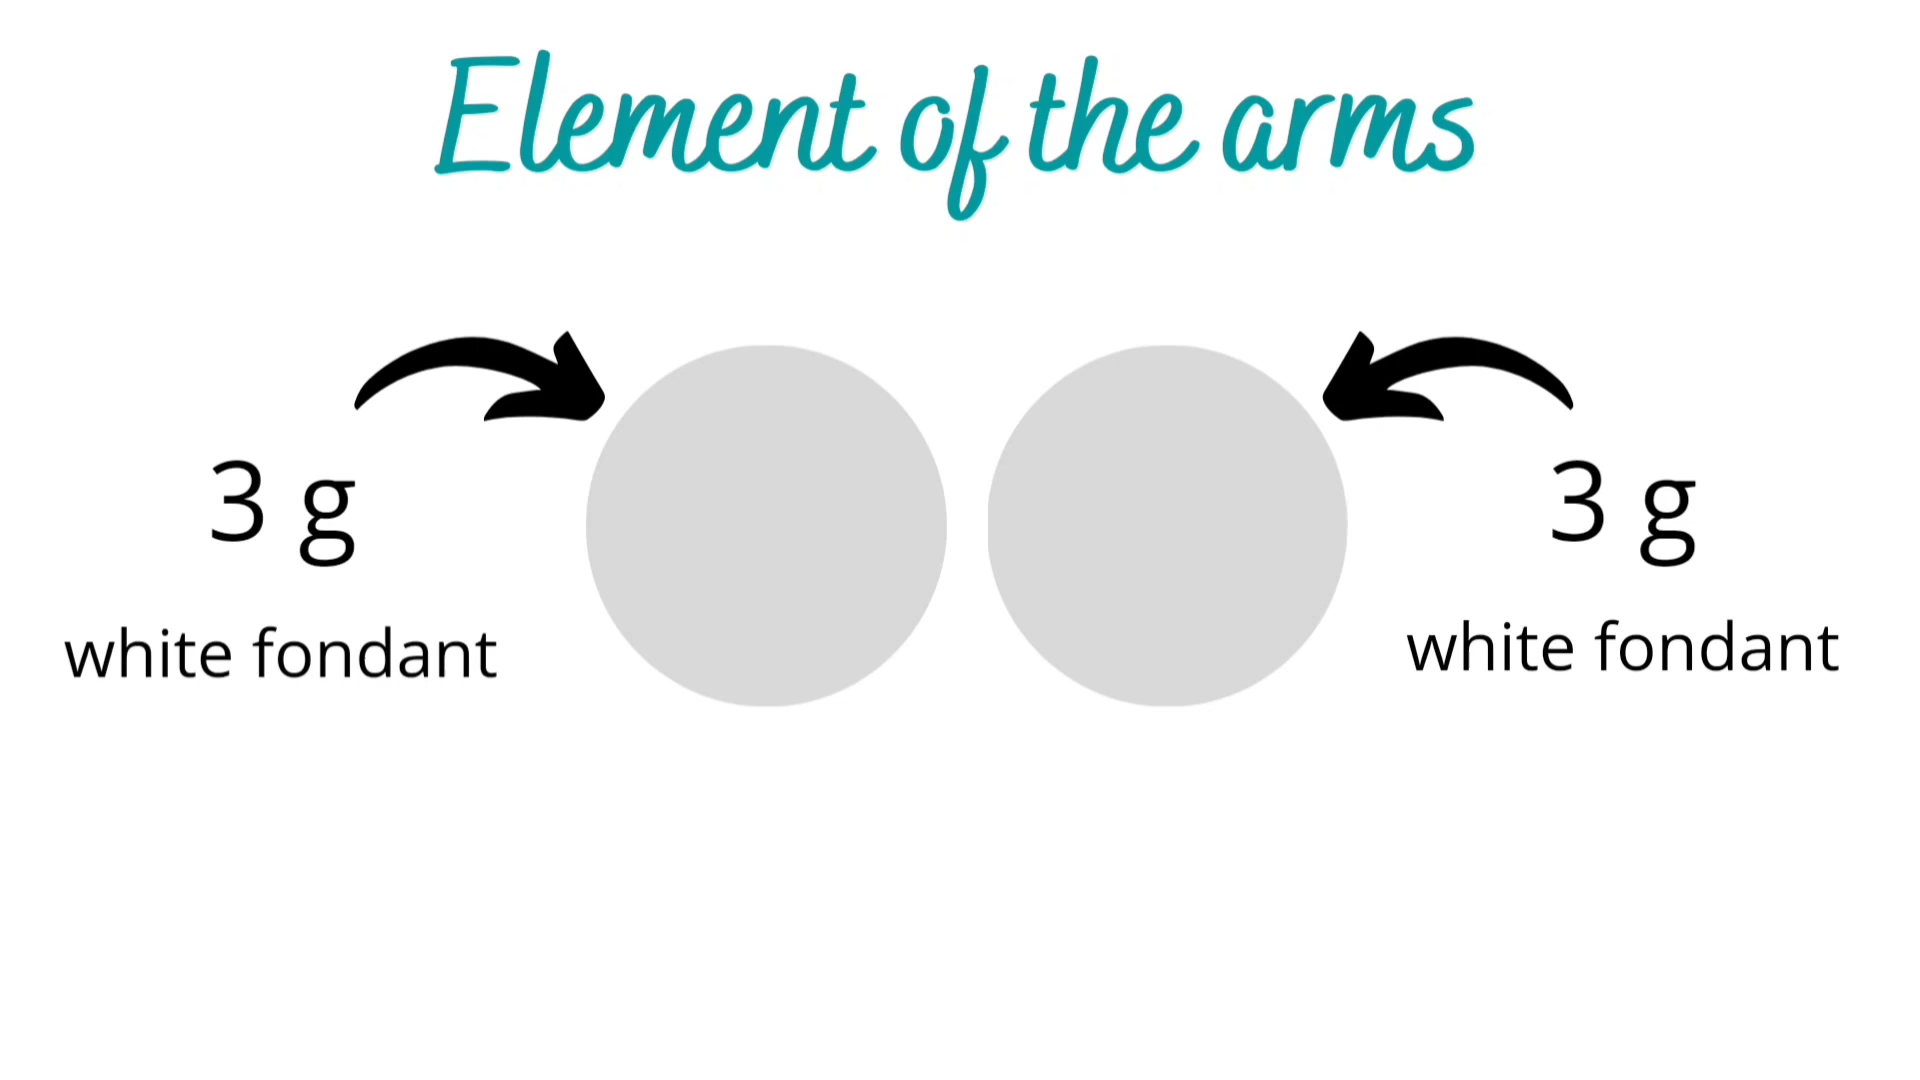 Element of the arms
3 g
white fondant
3 g
white fondant